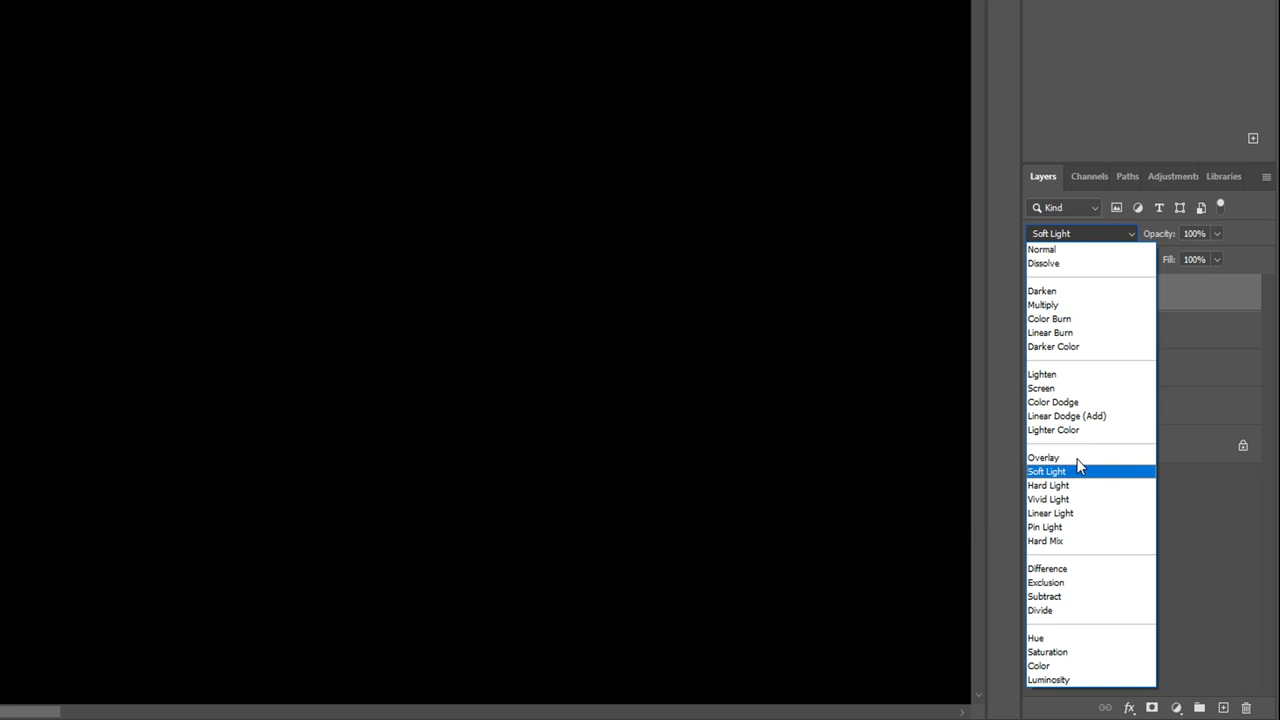 Layers Channels Paths Adjustments Libraries
Kind
Soft Light Opacity: 100%
Fill: 100%
Normal
Dissolve
Darken
Multiply
Color Burn
Linear Burn
Darker Color
Lighten
Screen
Color Dodge
Linear Dodge (Add)
Lighter Color
Overlay
Soft Light
Hard Light
Vivid Light
Linear Light
Pin Light
Hard Mix
Difference
Exclusion
Subtract
Divide
Hue
Saturation
Color
Luminosity
fx